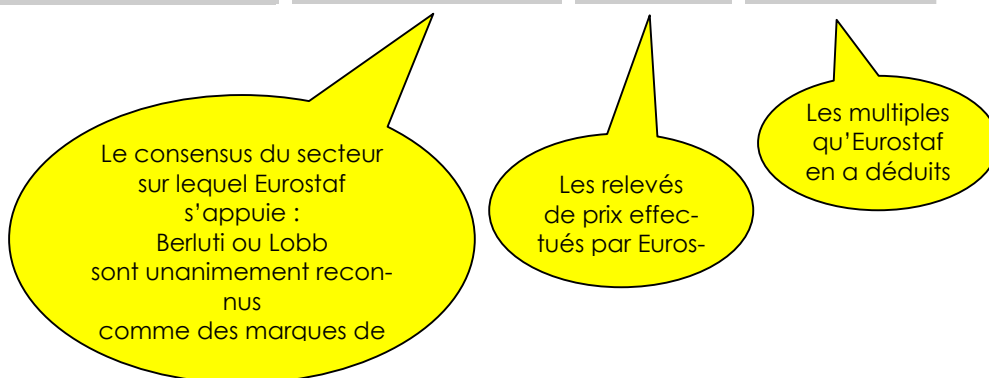 Le consensus du secteur
sur lequel Eurostaf
s'appuie :
Berluti ou Lobb
sont unanimement recon-
nus
comme des marques de
Les relevés
de prix effec-
tués par Euros-
Les multiples
qu'Eurostaf
en a déduits